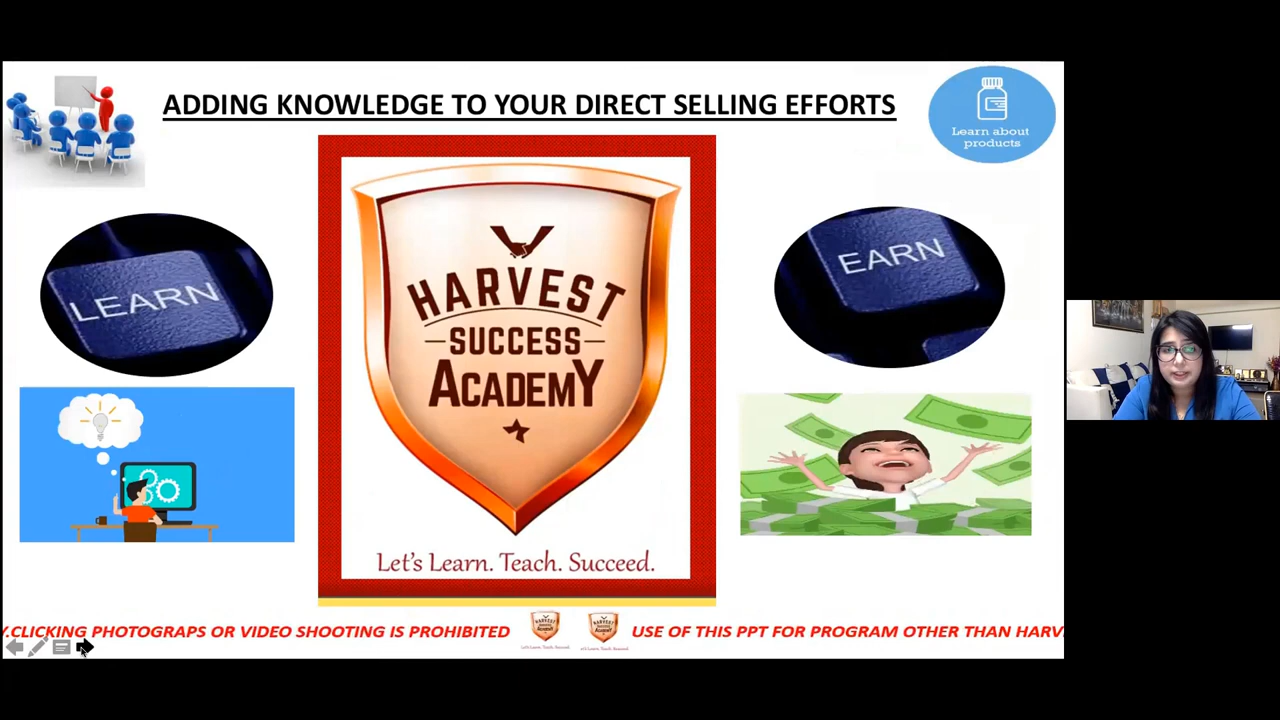 ADDING KNOWLEDGE TO YOUR DIRECT SELLING EFFORTS
Learn about
products
LEARN
EARN
HARVEST
SUCCESS
ACADEMY
Let's Learn. Teach. Succeed.
Y.CLICKING PHOTOGRAPS OR VIDEO SHOOTING IS PROHIBITED
USE OF THIS PPT FOR PROGRAM OTHER THAN HARV